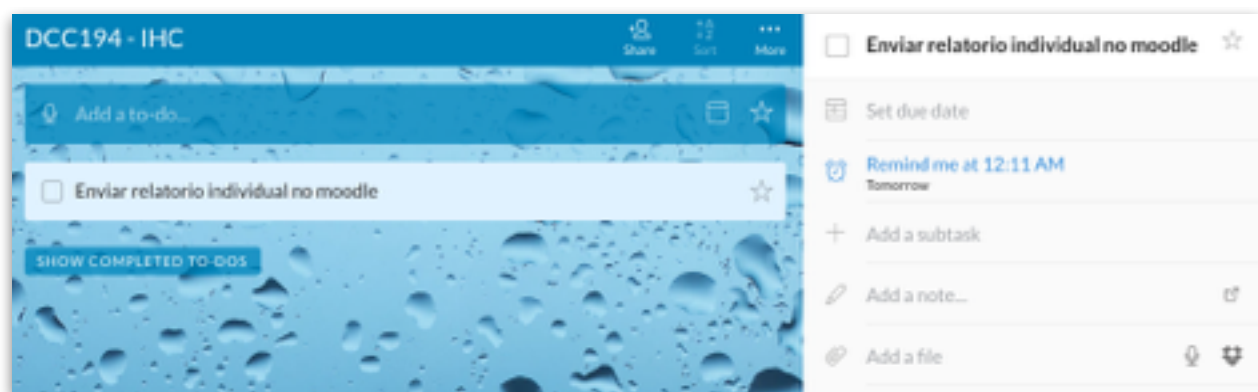 DCC194 - IHC
Share
Sort
More
Add a to-do...
Enviar relatorio individual no moodle
SHOW COMPLETED TO-DOS
Enviar relatorio individual no moodle
Set due date
Remind me at 12:11 AM
Tomorrow
Add a subtask
Add a note...
Add a file